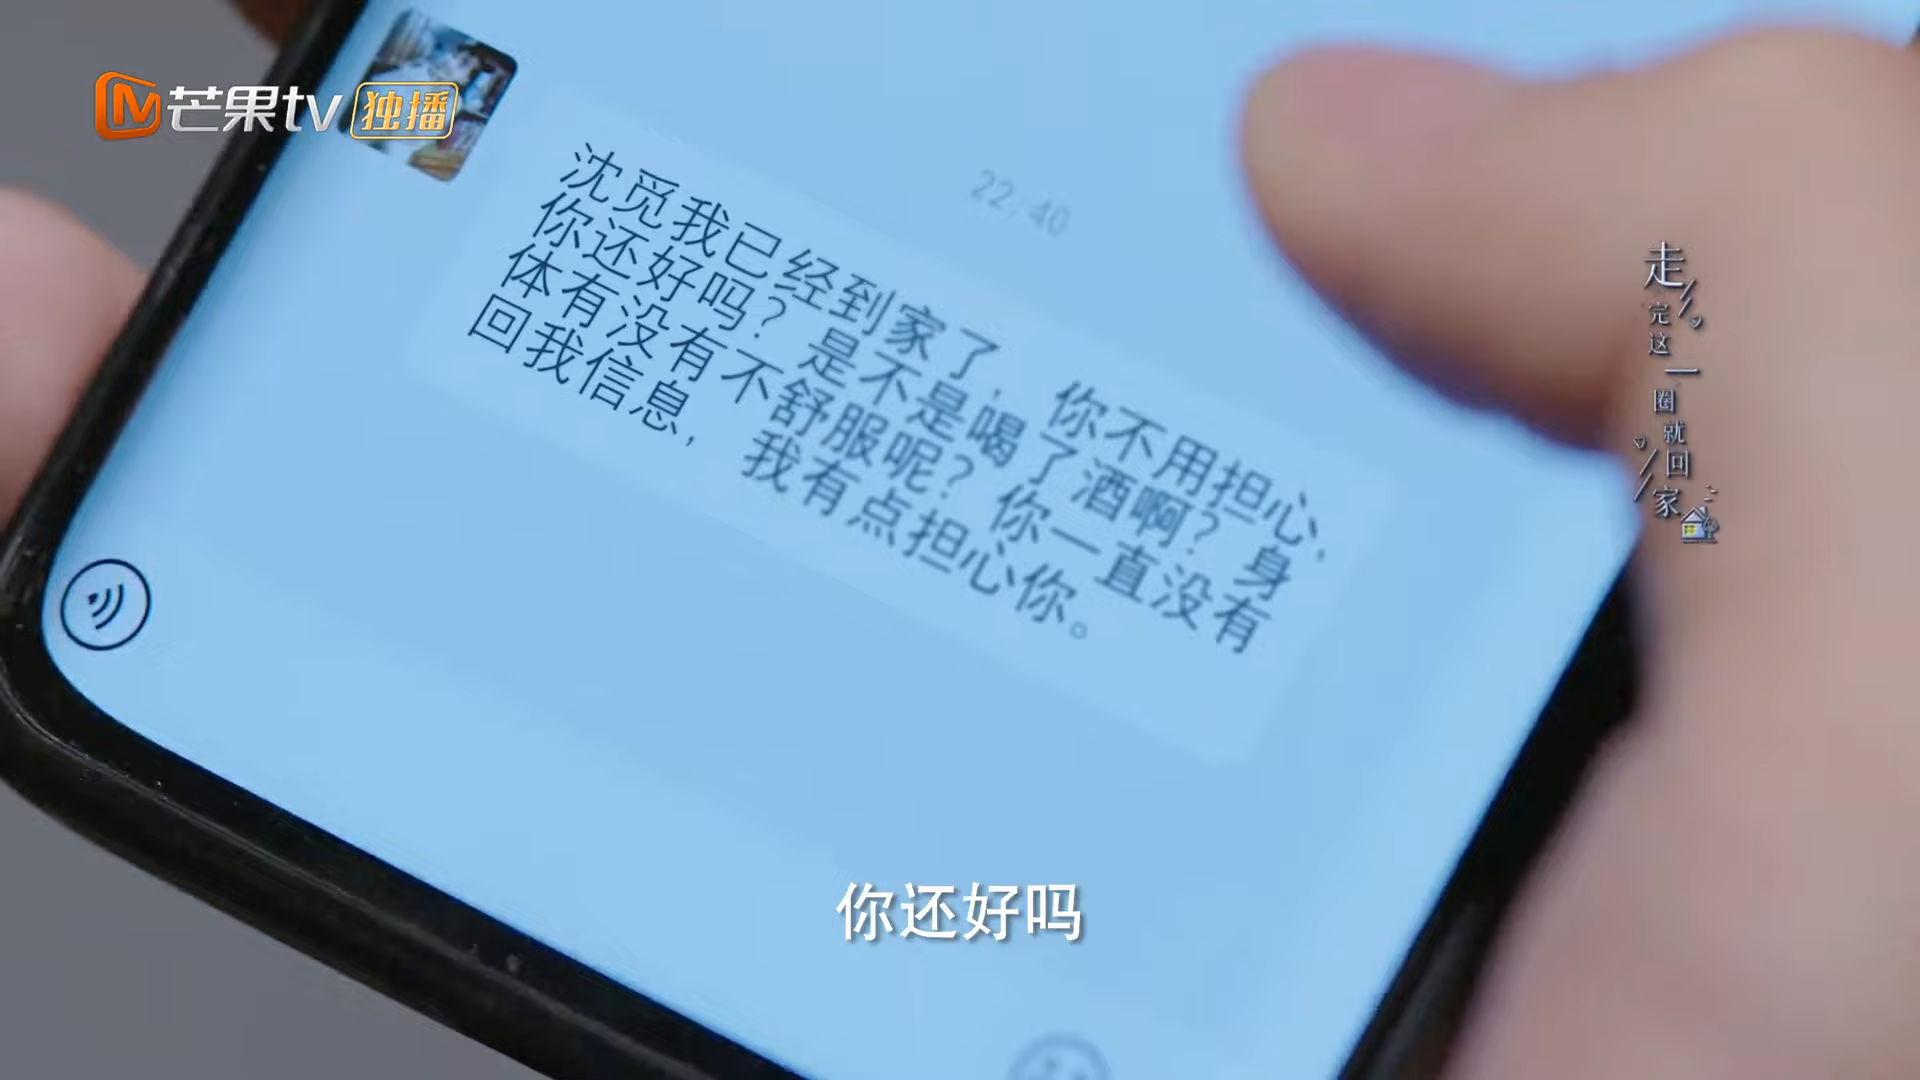 芒果tv 独播
22:40
沈觅我已经到家了，你不用担心，
你还好吗？是不是喝了酒啊？身
体有没有不舒服呢？你一直没有
回我信息，我有点担心你。
走完这一圈就回家
你还好吗